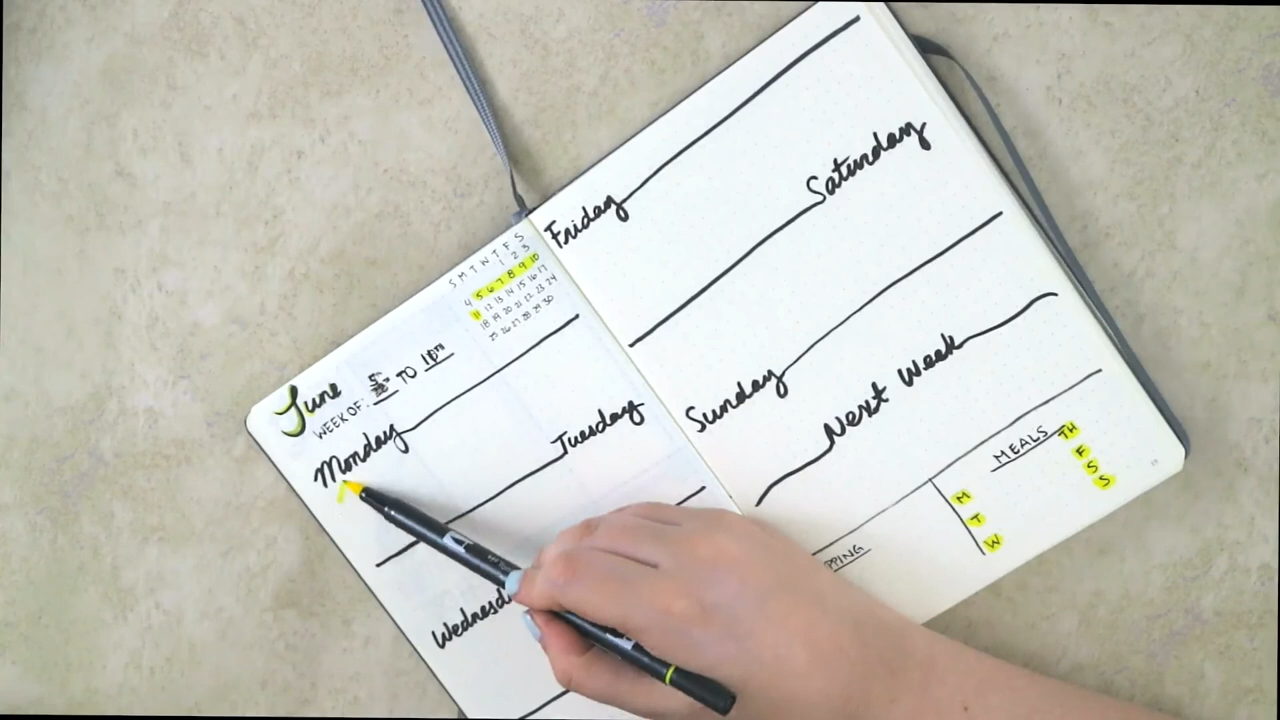 June
WEEK OF: 5th TO 10th
S M T W T F S
1 2 3
4 5 6 7 8 9 10
11 12 13 14 15 16 17
18 19 20 21 22 23 24
25 26 27 28 29 30
Monday
Tuesday
Wednesd
Friday
Saturday
Sunday
Next Week
PPING
MEALS
M
T
W
TH
F
S
S